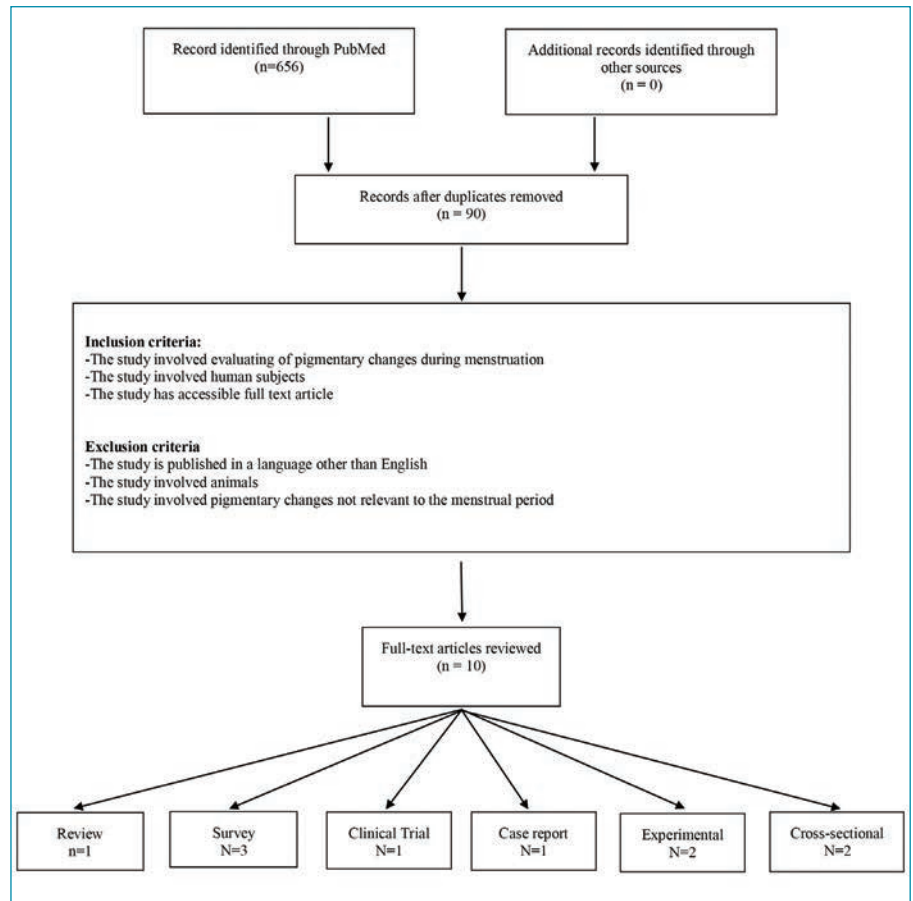 Record identified through PubMed
(n=656)
Additional records identified through
other sources
(n = 0)
Records after duplicates removed
(n = 90)
Inclusion criteria:
-The study involved evaluating of pigmentary changes during menstruation
-The study involved human subjects
-The study has accessible full text article
Exclusion criteria
-The study is published in a language other than English
-The study involved animals
-The study involved pigmentary changes not relevant to the menstrual period
Full-text articles reviewed
(n = 10)
Review
n=1
Survey
N=3
Clinical Trial
N=1
Case report
N=1
Experimental
N=2
Cross-sectional
N=2